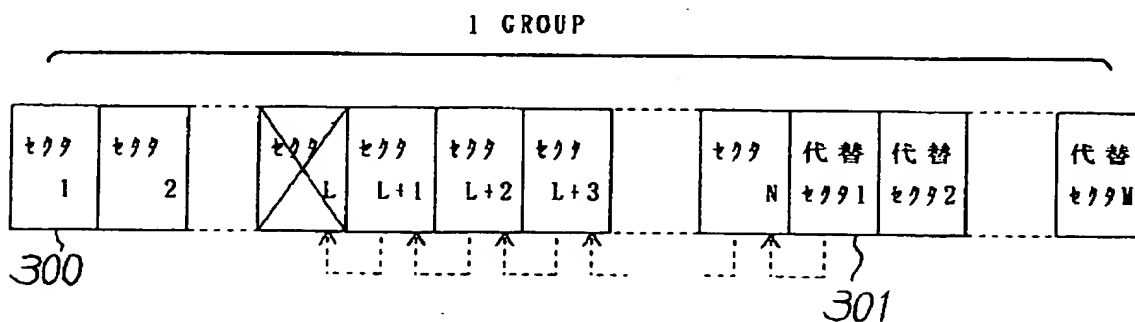 1 GROUP
セクタ 1
セクタ 2
セクタ L
セクタ L+1
セクタ L+2
セクタ L+3
セクタ N
代替
セクタ1
代替
セクタ2
代替
セクタM
300
301